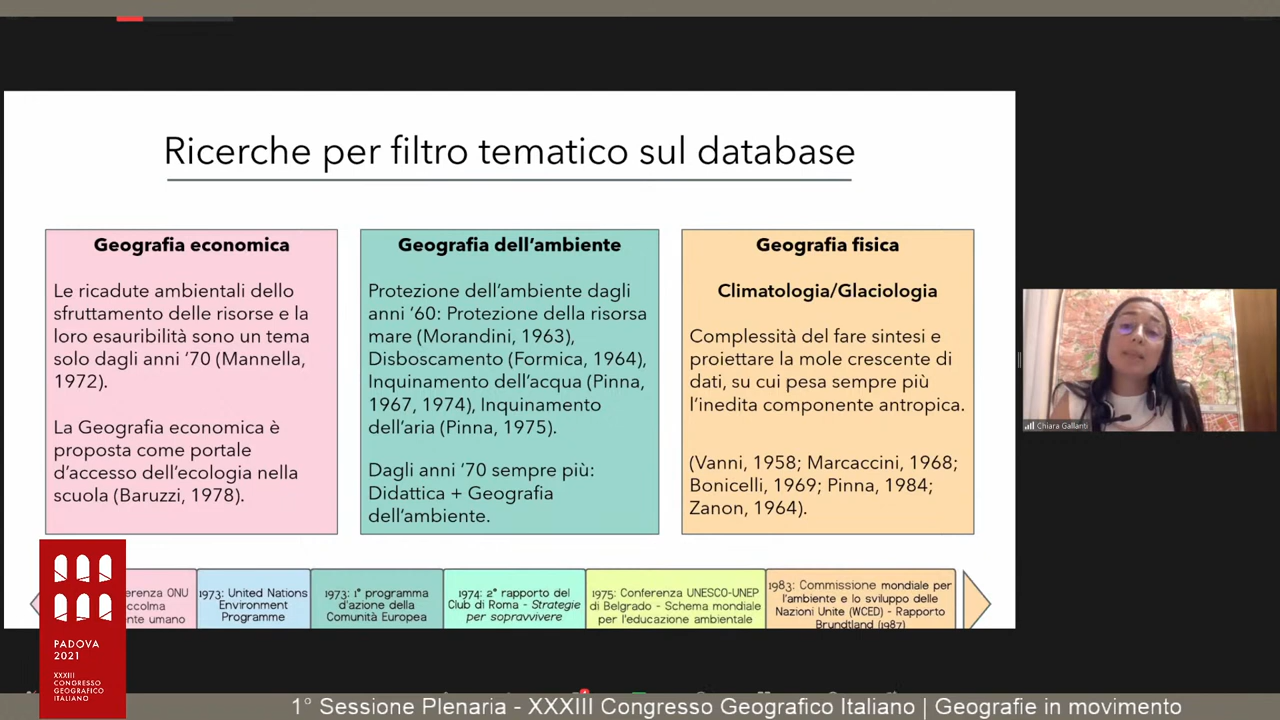 Ricerche per filtro tematico sul database
Geografia economica
Le ricadute ambientali dello
sfruttamento delle risorse e la
loro esauribilità sono un tema
solo dagli anni ‘70 (Mannella,
1972).
La Geografia economica è
proposta come portale
d’accesso dell’ecologia nella
scuola (Baruzzi, 1978).
Geografia dell’ambiente
Protezione dell’ambiente dagli
anni ‘60: Protezione della risorsa
mare (Morandini, 1963),
Disboscamento (Formica, 1964),
Inquinamento dell’acqua (Pinna,
1967, 1974), Inquinamento
dell’aria (Pinna, 1975).
Dagli anni ‘70 sempre più:
Didattica + Geografia
dell’ambiente.
Geografia fisica
Climatologia/Glaciologia
Complessità del fare sintesi e
proiettare la mole crescente di
dati, su cui pesa sempre più
l’inedita componente antropica.
(Vanni, 1958; Marcaccini, 1968;
Bonicelli, 1969; Pinna, 1984;
Zanon, 1964).
Chiara Gallanti
erenza ONU
occolma
nte umano
1973: United Nations
Environment
Programme
1973: 1° programma
d’azione della
Comunità Europea
1974: 2° rapporto del
Club di Roma - Strategie
per sopravvivere
1975: Conferenza UNESCO-UNEP
di Belgrado - Schema mondiale
per l’educazione ambientale
1983: Commissione mondiale per
l’ambiente e lo sviluppo delle
Nazioni Unite (WCED) - Rapporto
Brundtland (1987)
PADOVA
2021
XXXIII
CONGRESSO
GEOGRAFICO
ITALIANO
1° Sessione Plenaria - XXXIII Congresso Geografico Italiano | Geografie in movimento